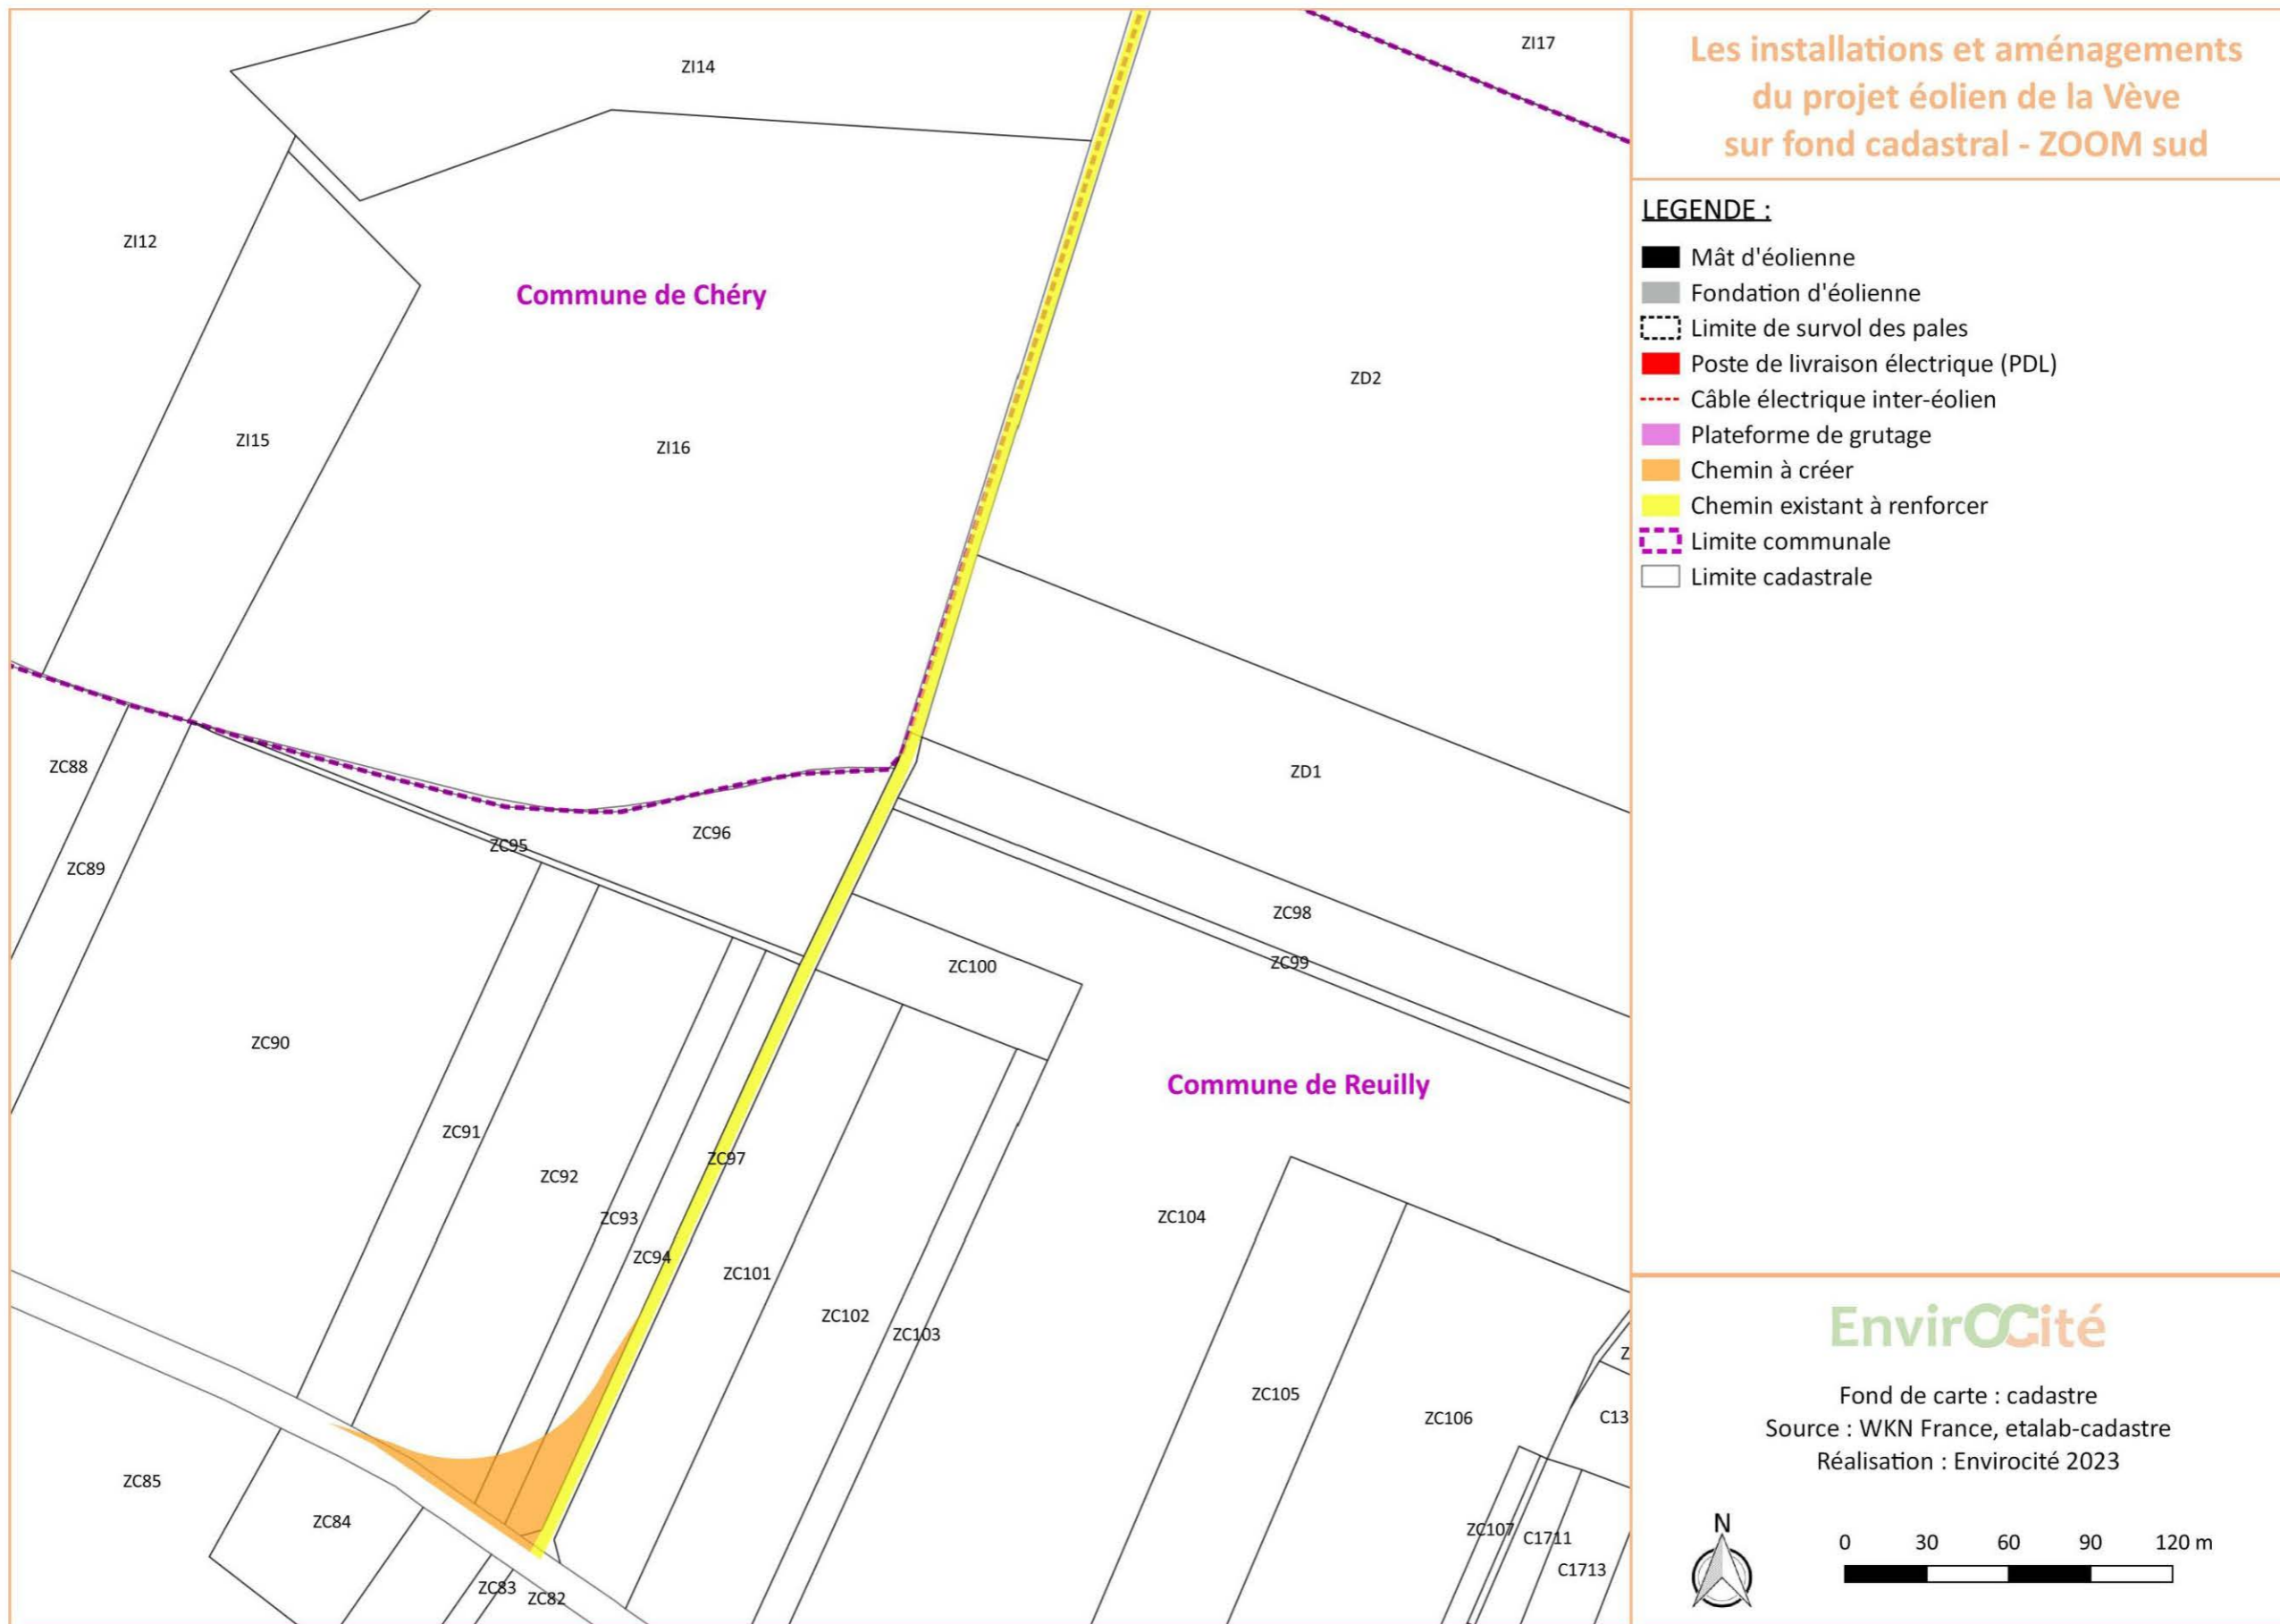 Les installations et aménagements
du projet éolien de la Vève
sur fond cadastral - ZOOM sud
LEGENDE :
Mât d'éolienne
Fondation d'éolienne
Limite de survol des pales
Poste de livraison électrique (PDL)
Câble électrique inter-éolien
Plateforme de grutage
Chemin à créer
Chemin existant à renforcer
Limite communale
Limite cadastrale
ZI17
ZI14
ZI12
Commune de Chéry
ZD2
ZI15
ZI16
ZC88
ZD1
ZC96
ZC95
ZC89
ZC98
ZC99
ZC100
ZC90
Commune de Reuilly
ZC91
ZC97
ZC92
ZC93
ZC104
ZC94
ZC101
ZC102
ZC103
Z
ZC105
ZC106
C13
ZC85
ZC84
ZC107
C1711
C1713
ZC83
ZC82
EnvirOCité
Fond de carte : cadastre
Source : WKN France, etalab-cadastre
Réalisation : Envirocité 2023
N
0 30 60 90 120 m